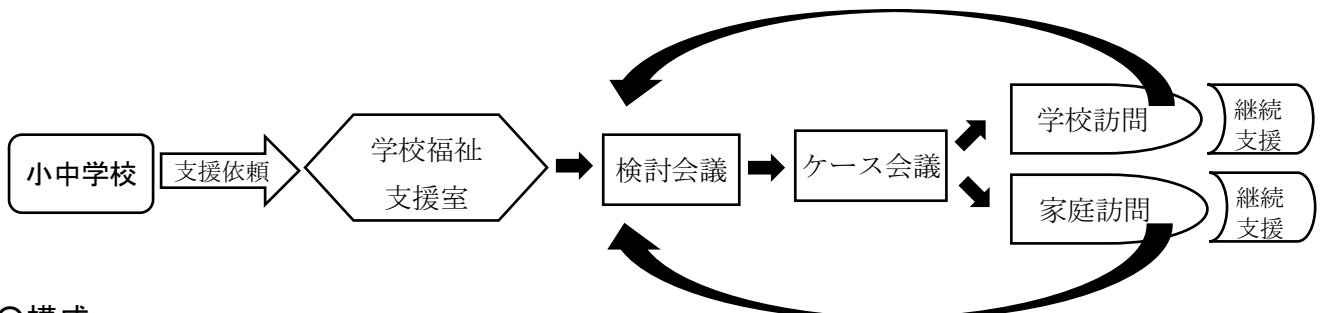 小中学校
支援依頼
学校福祉
支援室
検討会議
ケース会議
学校訪問
継続
支援
家庭訪問
継続
支援